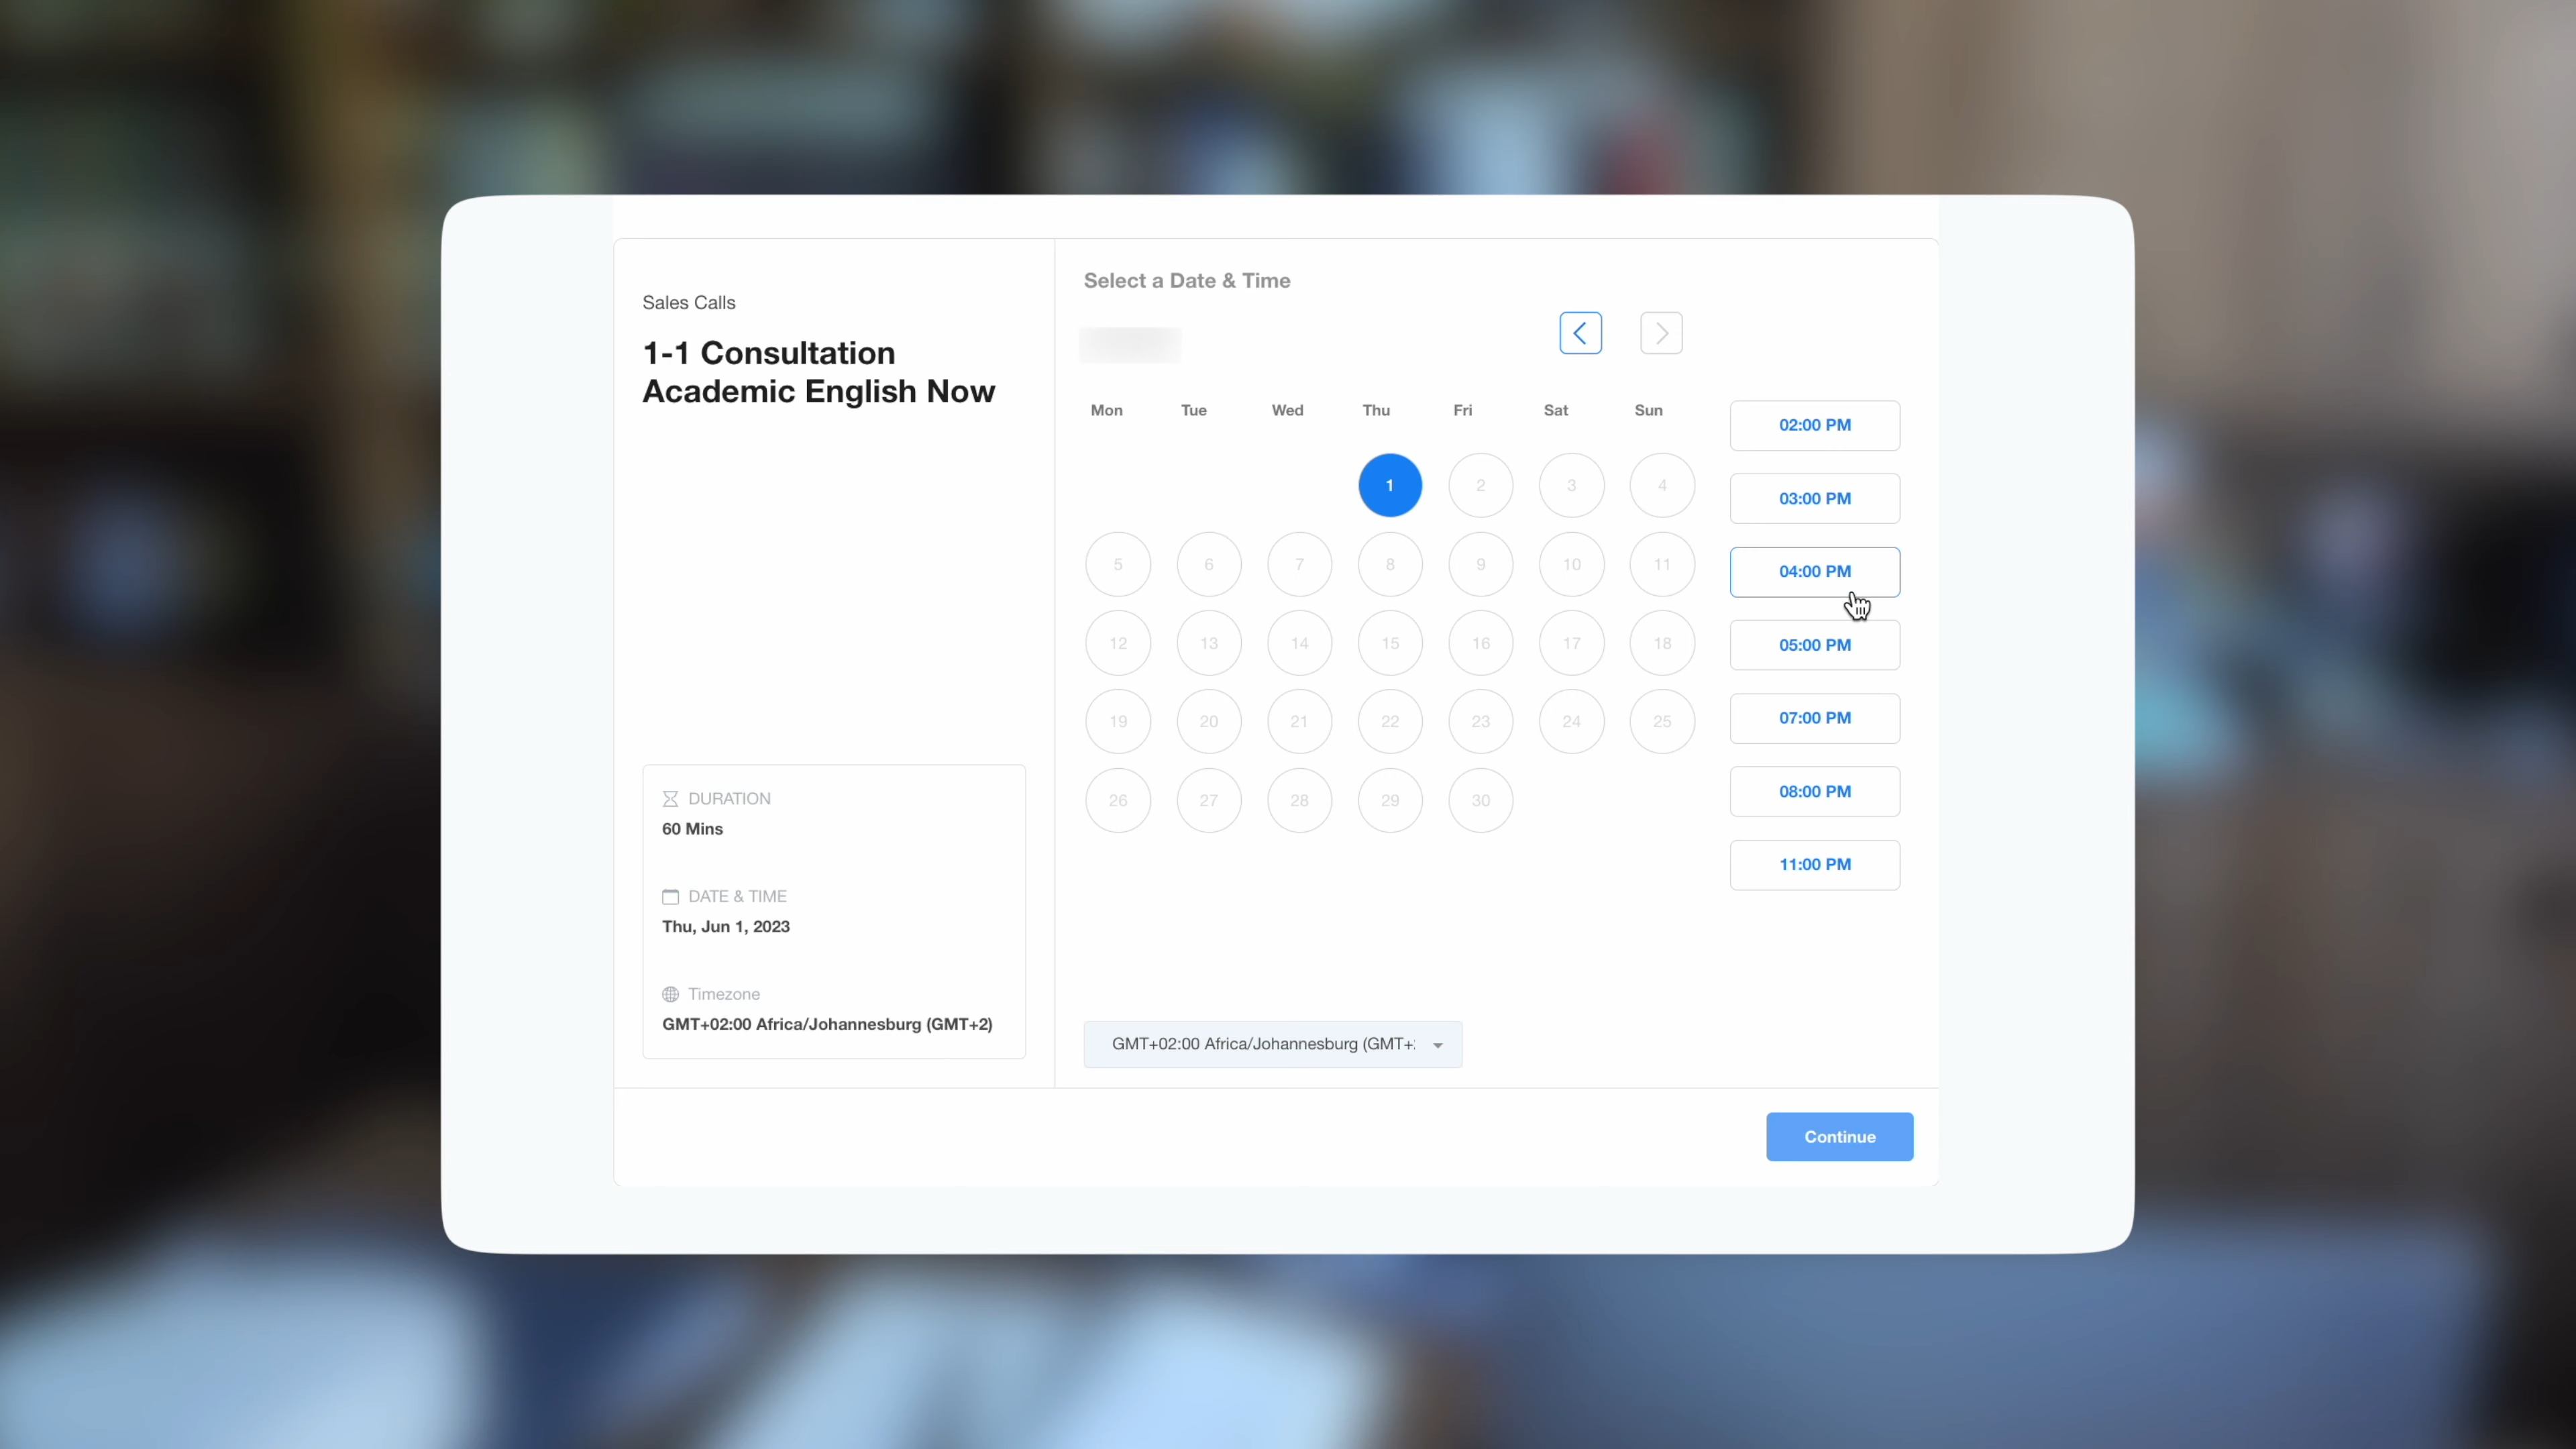 Sales Calls
1-1 Consultation
Academic English Now
DURATION
60 Mins
DATE & TIME
Thu, Jun 1, 2023
Timezone
GMT+02:00 Africa/Johannesburg (GMT+2)
Select a Date & Time
Mon Tue Wed Thu Fri Sat Sun
1 2 3 4
5 6 7 8 9 10 11
12 13 14 15 16 17 18
19 20 21 22 23 24 25
26 27 28 29 30
02:00 PM
03:00 PM
04:00 PM
05:00 PM
07:00 PM
08:00 PM
11:00 PM
GMT+02:00 Africa/Johannesburg (GMT+
Continue